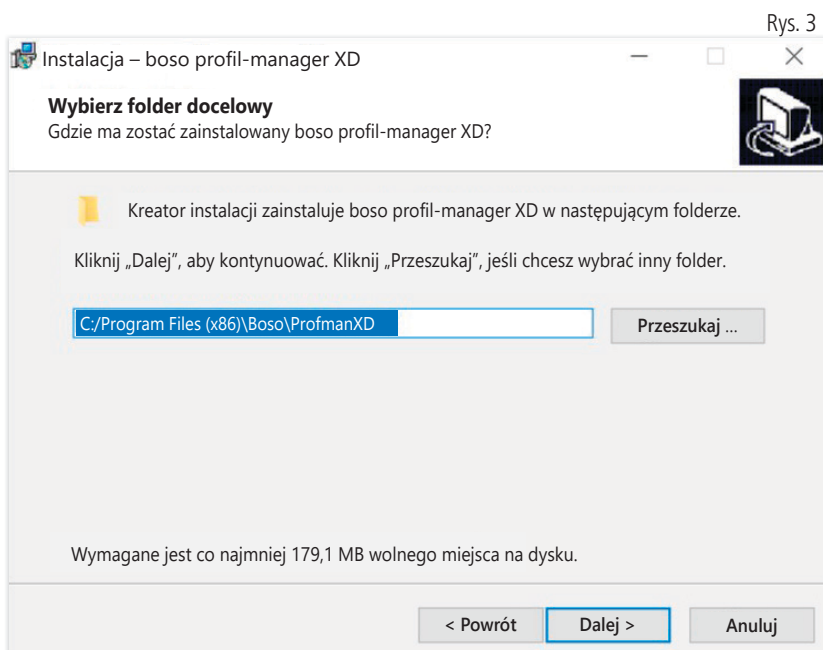 Rys. 3
Instalacja – boso profil-manager XD
Wybierz folder docelowy
Gdzie ma zostać zainstalowany boso profil-manager XD?
Kreator instalacji zainstaluje boso profil-manager XD w następującym folderze.
Kliknij „Dalej”, aby kontynuować. Kliknij „Przeszukaj”, jeśli chcesz wybrać inny folder.
C:/Program Files (x86)\Boso\ProfmanXD
Przeszukaj ...
Wymagane jest co najmniej 179,1 MB wolnego miejsca na dysku.
< Powrót
Dalej >
Anuluj